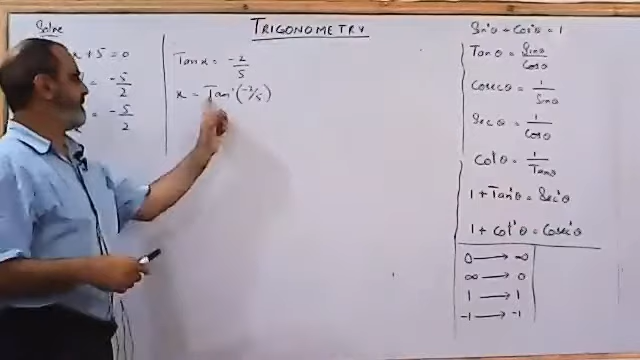 Solve
TRIGONOMETRY
x + 5 = 0
= -5/2
= -5/2
Tan x = -2/5
x = Tan⁻¹(-2/5)
Sin²θ + Cos²θ = 1
Tanθ = Sinθ/Cosθ
Cosecθ = 1/Sinθ
Secθ = 1/Cosθ
Cotθ = 1/Tanθ
1 + Tan²θ = Sec²θ
1 + Cot²θ = Cosec²θ
0 → ∞
∞ → 0
1 → 1
-1 → -1